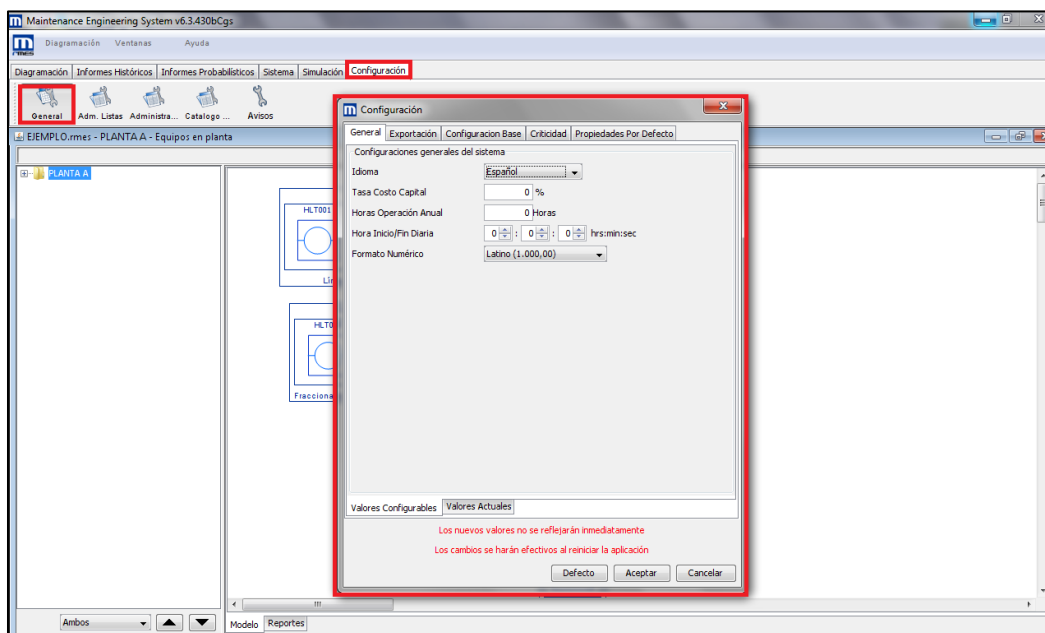 Maintenance Engineering System v6.3.430bCgs
Diagramación Ventanas Ayuda
Diagramación Informes Históricos Informes Probabilísticos Sistema Simulación Configuración
General Adm. Listas Administra... Catalogo ... Avisos
EJEMPLO.rmes - PLANTA A - Equipos en planta
PLANTA A
HLT001
Lín
HLT0
Fracciona
Configuración
General Exportación Configuracion Base Criticidad Propiedades Por Defecto
Configuraciones generales del sistema
Idioma Español
Tasa Costo Capital 0 %
Horas Operación Anual 0 Horas
Hora Inicio/Fin Diaria 0 : 0 : 0 hrs:min:sec
Formato Numérico Latino (1.000,00)
Valores Configurables Valores Actuales
Los nuevos valores no se reflejarán inmediatamente
Los cambios se harán efectivos al reiniciar la aplicación
Defecto Aceptar Cancelar
Ambos
Modelo Reportes